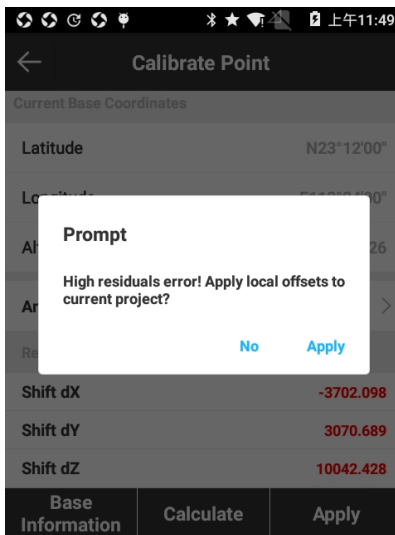 上午11:49
Calibrate Point
Current Base Coordinates
Latitude
N23°12'00"
Prompt
High residuals error! Apply local offsets to
current project?
No
Apply
26
Shift dX
-3702.098
Shift dY
3070.689
Shift dZ
10042.428
Base
Information
Calculate
Apply